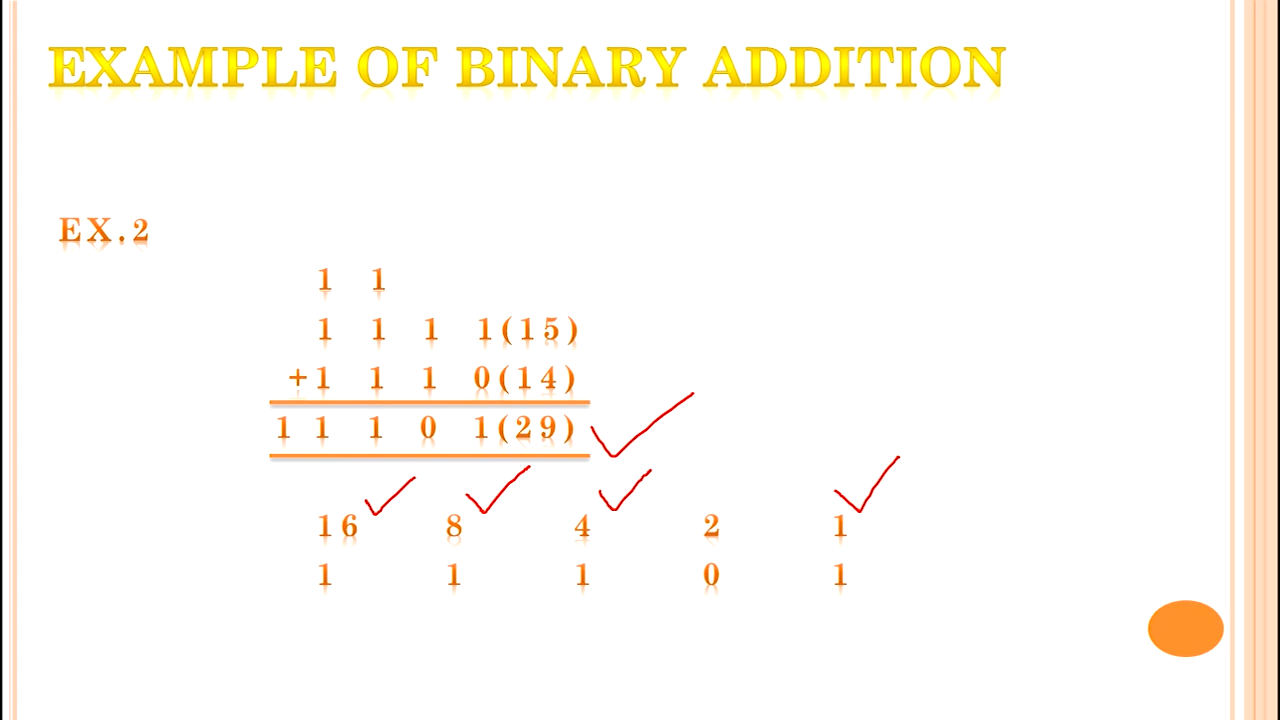 EXAMPLE OF BINARY ADDITION
EX.2
1 1
1 1 1 1(15)
+1 1 1 0(14)
1 1 1 0 1(29)
16 8 4 2 1
1 1 1 0 1